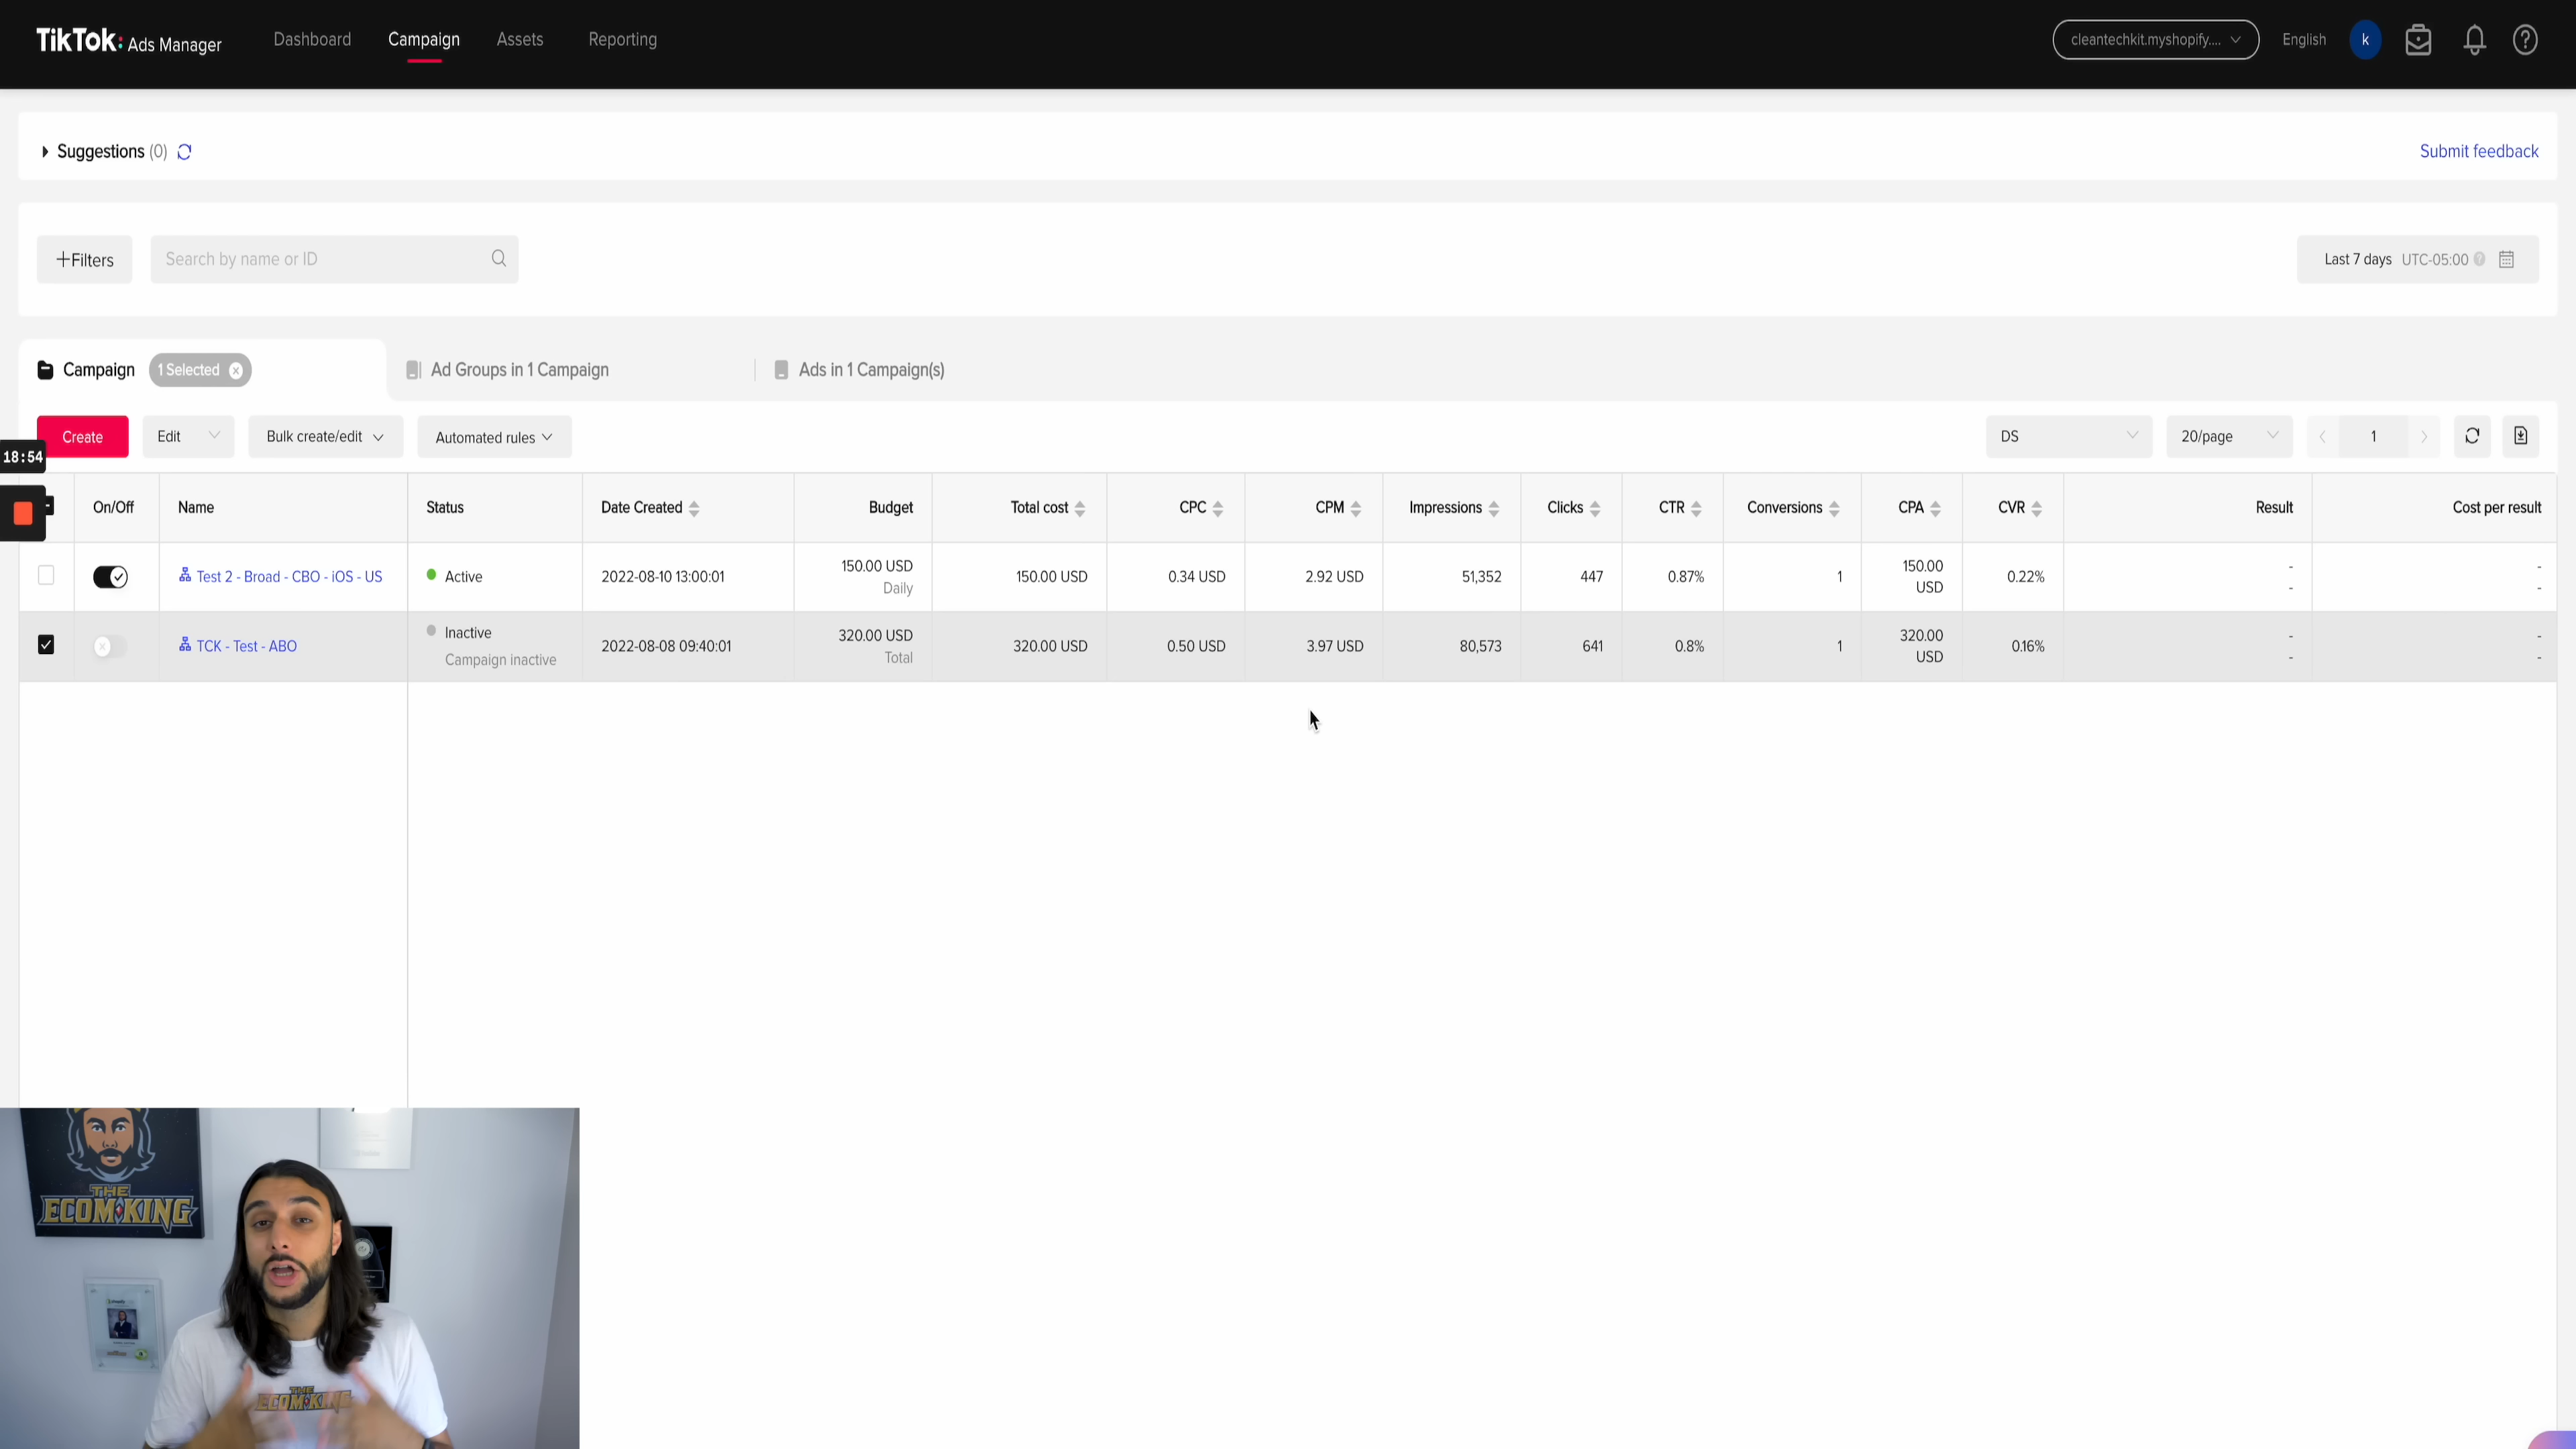 TikTok: Ads Manager Dashboard Campaign Assets Reporting cleantechkit.myshopify.... English k
Suggestions (0) Submit feedback
+Filters Search by name or ID Last 7 days UTC-05:00
Campaign 1 Selected Ad Groups in 1 Campaign Ads in 1 Campaign(s)
Create Edit Bulk create/edit Automated rules DS 20/page 1
18:54
On/Off Name Status Date Created Budget Total cost CPC CPM Impressions Clicks CTR Conversions CPA CVR Result Cost per result
Test 2 - Broad - CBO - iOS - US Active 2022-08-10 13:00:01 150.00 USD Daily 150.00 USD 0.34 USD 2.92 USD 51,352 447 0.87% 1 150.00 USD 0.22% - - - -
TCK - Test - ABO Inactive Campaign inactive 2022-08-08 09:40:01 320.00 USD Total 320.00 USD 0.50 USD 3.97 USD 80,573 641 0.8% 1 320.00 USD 0.16% - - - -
THE
ECOM KING
THE
ECOM KING